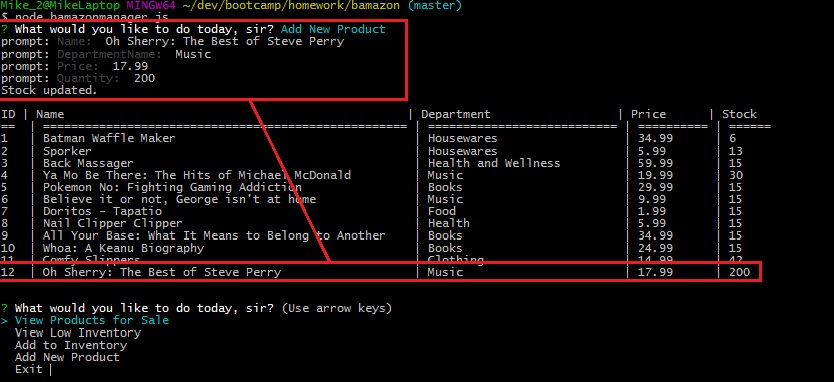 Mike_2@MikeLaptop MINGW64 ~/dev/bootcamp/homework/bamazon (master)
$ node bamazonmanager.js
? What would you like to do today, sir? Add New Product
prompt: Name:  Oh Sherry: The Best of Steve Perry
prompt: DepartmentName:  Music
prompt: Price:  17.99
prompt: Quantity:  200
Stock updated.
ID | Name | Department | Price | Stock
== | ================================================ | ========================= | ========== | ======
1 | Batman Waffle Maker | Housewares | 34.99 | 6
2 | Sporker | Housewares | 5.99 | 13
3 | Back Massager | Health and Wellness | 59.99 | 15
4 | Ya Mo Be There: The Hits of Michael McDonald | Music | 19.99 | 30
5 | Pokemon No: Fighting Gaming Addiction | Books | 29.99 | 15
6 | Believe it or not, George isn't at home | Music | 9.99 | 15
7 | Doritos - Tapatio | Food | 1.99 | 15
8 | Nail Clipper Clipper | Health | 5.99 | 15
9 | All Your Base: What It Means to Belong to Another | Books | 34.99 | 15
10 | Whoa: A Keanu Biography | Books | 24.99 | 15
11 | Comfy Slippers | Clothing | 14.99 | 42
12 | Oh Sherry: The Best of Steve Perry | Music | 17.99 | 200
? What would you like to do today, sir? (Use arrow keys)
> View Products for Sale
View Low Inventory
Add to Inventory
Add New Product
Exit